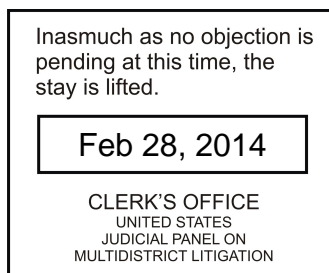 Inasmuch as no objection is
pending at this time, the
stay is lifted.
Feb 28, 2014
CLERK'S OFFICE
UNITED STATES
JUDICIAL PANEL ON
MULTIDISTRICT LITIGATION